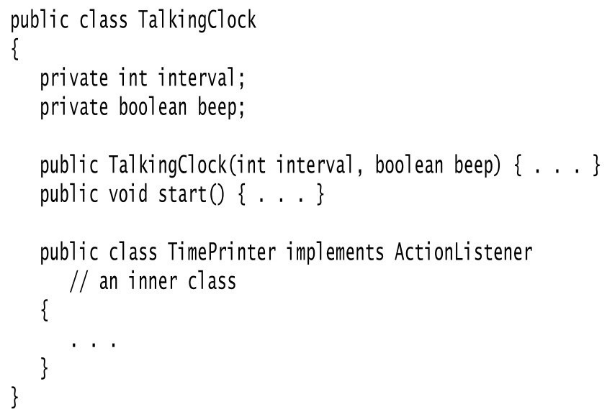 public class TalkingClock
{
   private int interval;
   private boolean beep;

   public TalkingClock(int interval, boolean beep) { . . . }
   public void start() { . . . }

   public class TimePrinter implements ActionListener
      // an inner class
   {
      . . .
   }
}